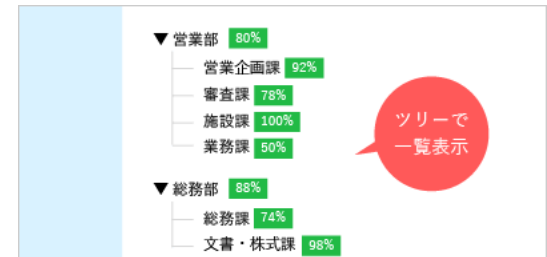 ▼営業部 80%
営業企画課 92%
審査課 78%
施設課 100%
業務課 50%
ツリーで
一覧表示
▼総務部 88%
総務課 74%
文書・株式課 98%